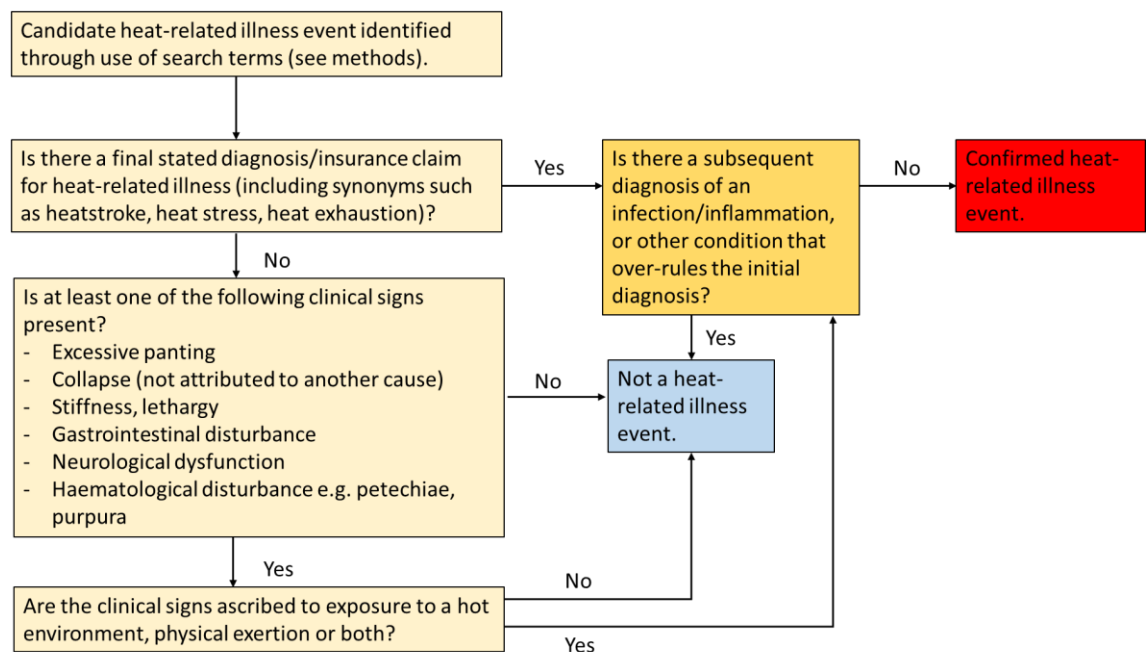 Candidate heat-related illness event identified
through use of search terms (see methods).
Is there a final stated diagnosis/insurance claim
for heat-related illness (including synonyms such
as heatstroke, heat stress, heat exhaustion)?
Yes
Is there a subsequent
diagnosis of an
infection/inflammation,
or other condition that
over-rules the initial
diagnosis?
No
Confirmed heat-
related illness
event.
No
Is at least one of the following clinical signs
present?
- Excessive panting
- Collapse (not attributed to another cause)
- Stiffness, lethargy
- Gastrointestinal disturbance
- Neurological dysfunction
- Haematological disturbance e.g. petechiae,
purpura
No
Yes
Not a heat-
related illness
event.
Yes
Are the clinical signs ascribed to exposure to a hot
environment, physical exertion or both?
No
Yes